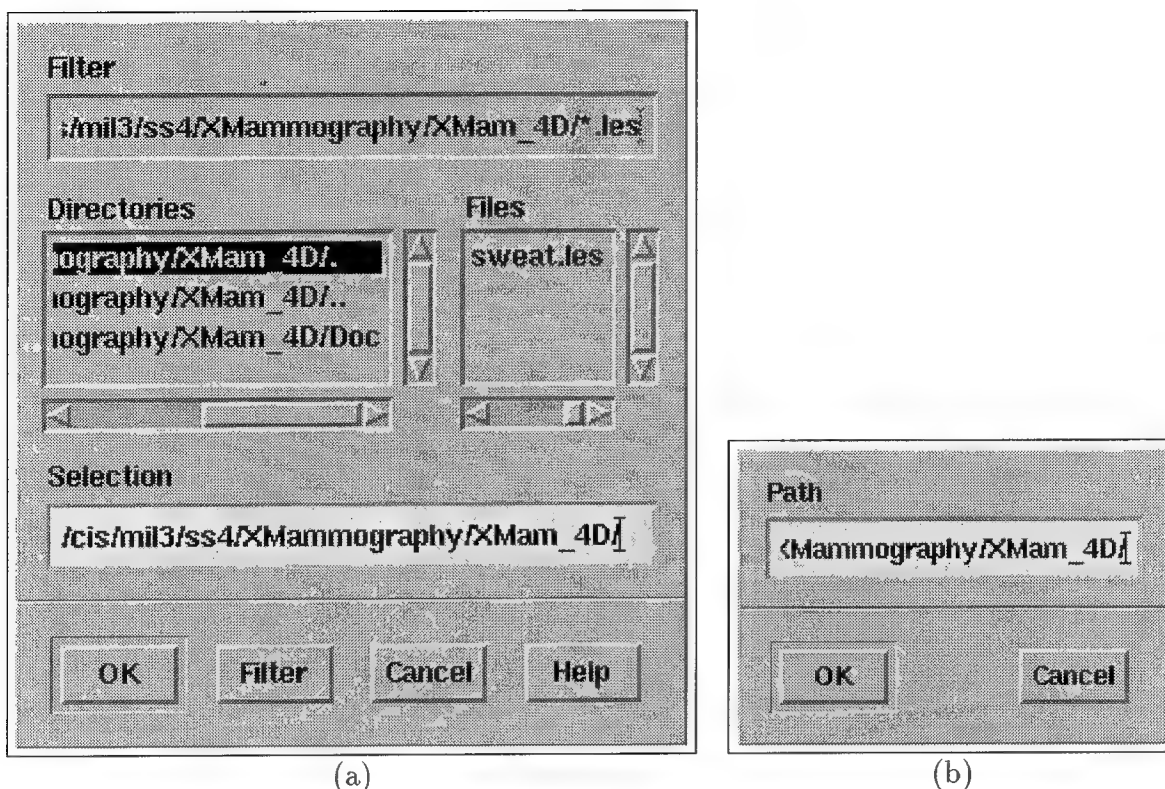 Filter
:/mil3/ss4/XMammography/XMam_4D/*.les
Directories
Files
ography/XMam_4D/.
ography/XMam_4D/..
ography/XMam_4D/Doc
sweat.les
Selection
/cis/mil3/ss4/XMammography/XMam_4D/
OK Filter Cancel Help
(a)
Path
XMammography/XMam_4D/
OK Cancel
(b)